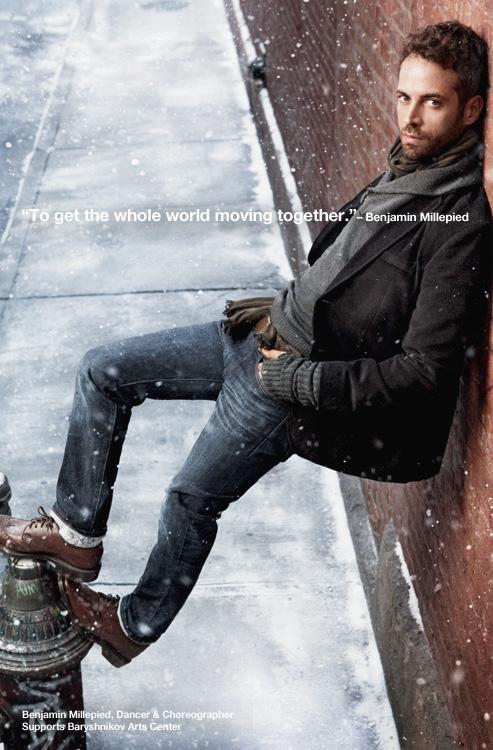 “To get the whole world moving together.” – Benjamin Millepied
Benjamin Millepied, Dancer & Choreographer
Supports Baryshnikov Arts Center